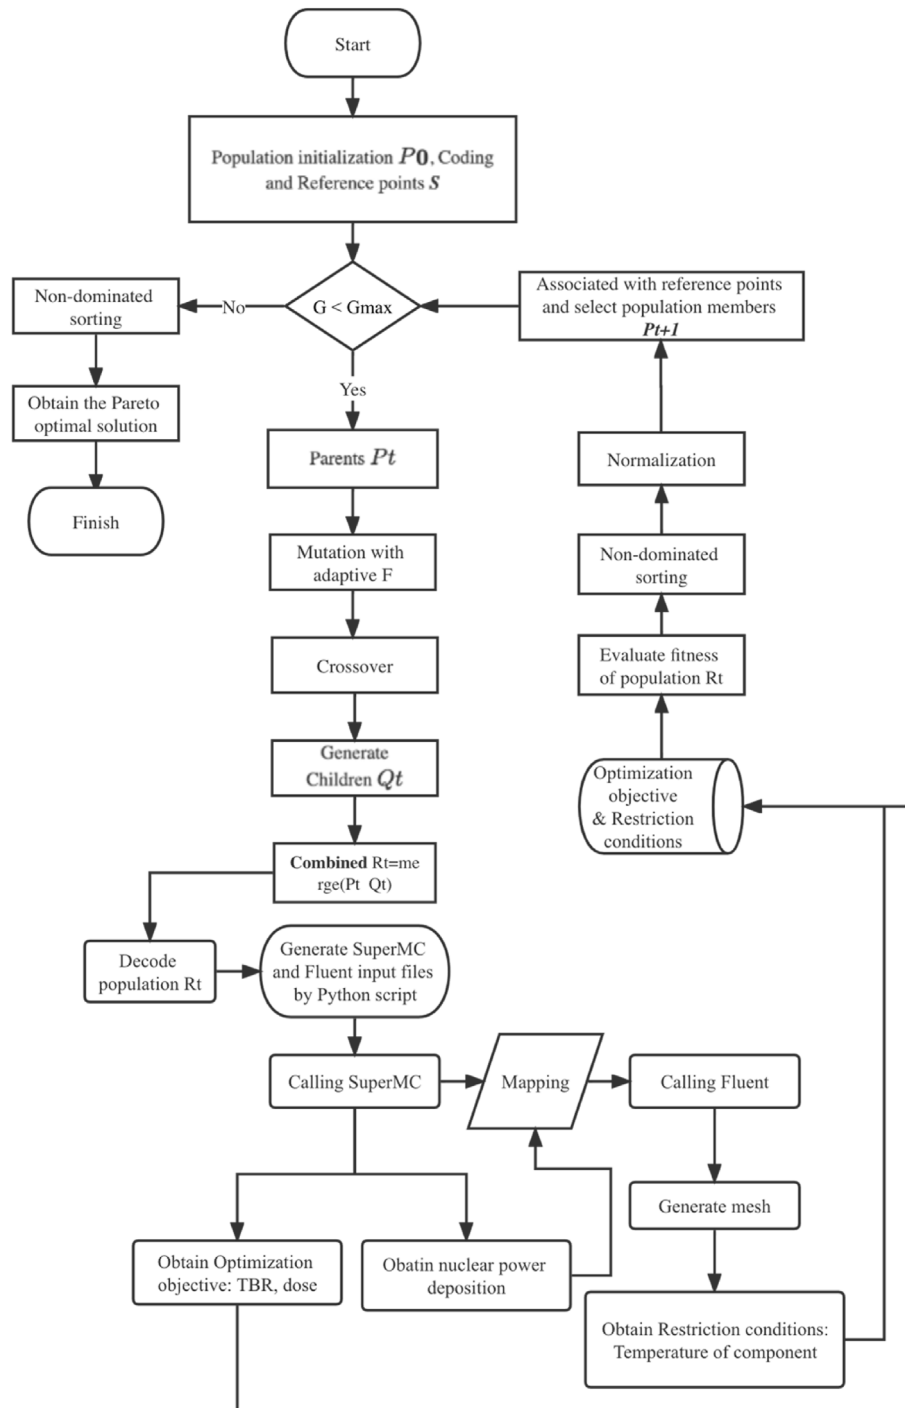 Start
Population initialization P0, Coding
and Reference points S
Non-dominated
sorting
No
G < Gmax
Associated with reference points
and select population members
Pt+1
Yes
Obtain the Pareto
optimal solution
Parents Pt
Normalization
Finish
Mutation with
adaptive F
Non-dominated
sorting
Crossover
Evaluate fitness
of population Rt
Generate
Children Qt
Optimization
objective
& Restriction
conditions
Combined Rt=me
rge(Pt Qt)
Decode
population Rt
Generate SuperMC
and Fluent input files
by Python script
Calling SuperMC
Mapping
Calling Fluent
Generate mesh
Obtain Optimization
objective: TBR, dose
Obatin nuclear power
deposition
Obtain Restriction conditions:
Temperature of component